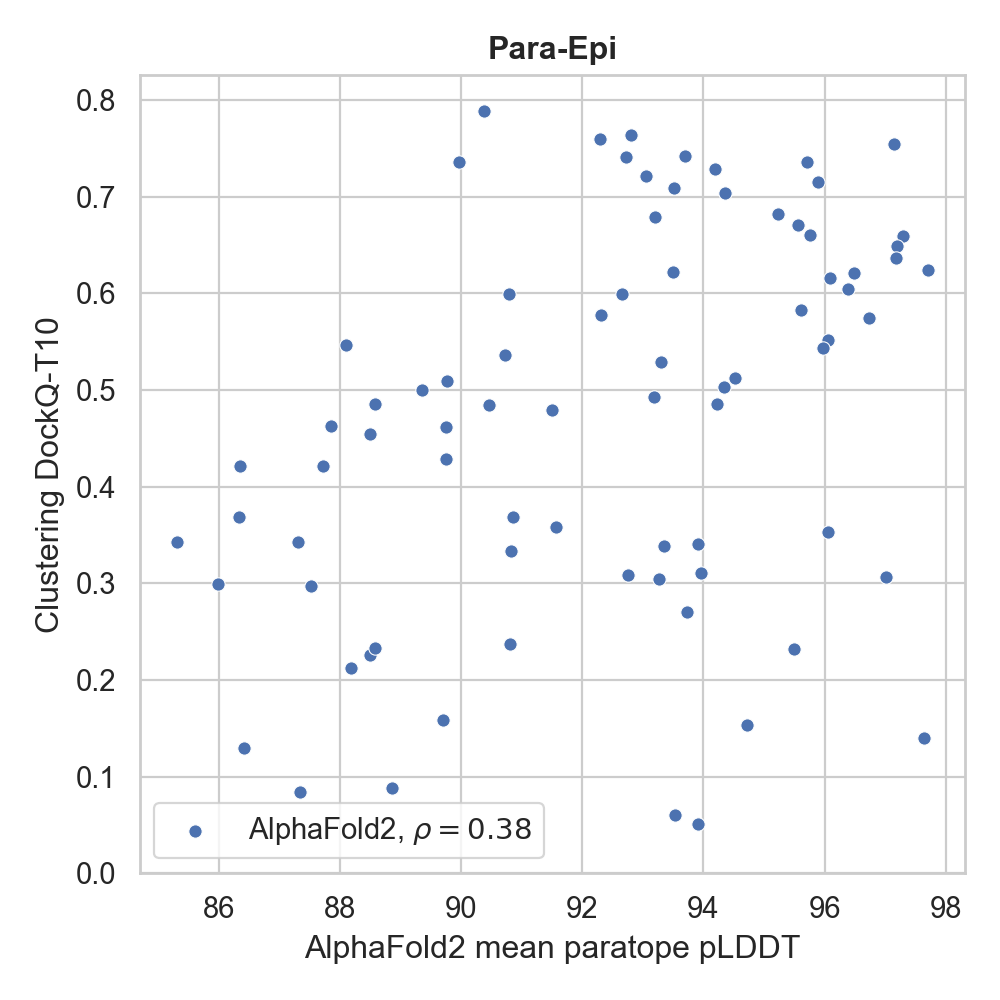 Para-Epi
Clustering DockQ-T10
0.8
0.7
0.6
0.5
0.4
0.3
0.2
0.1
0.0
AlphaFold2, ρ = 0.38
86 88 90 92 94 96 98
AlphaFold2 mean paratope pLDDT